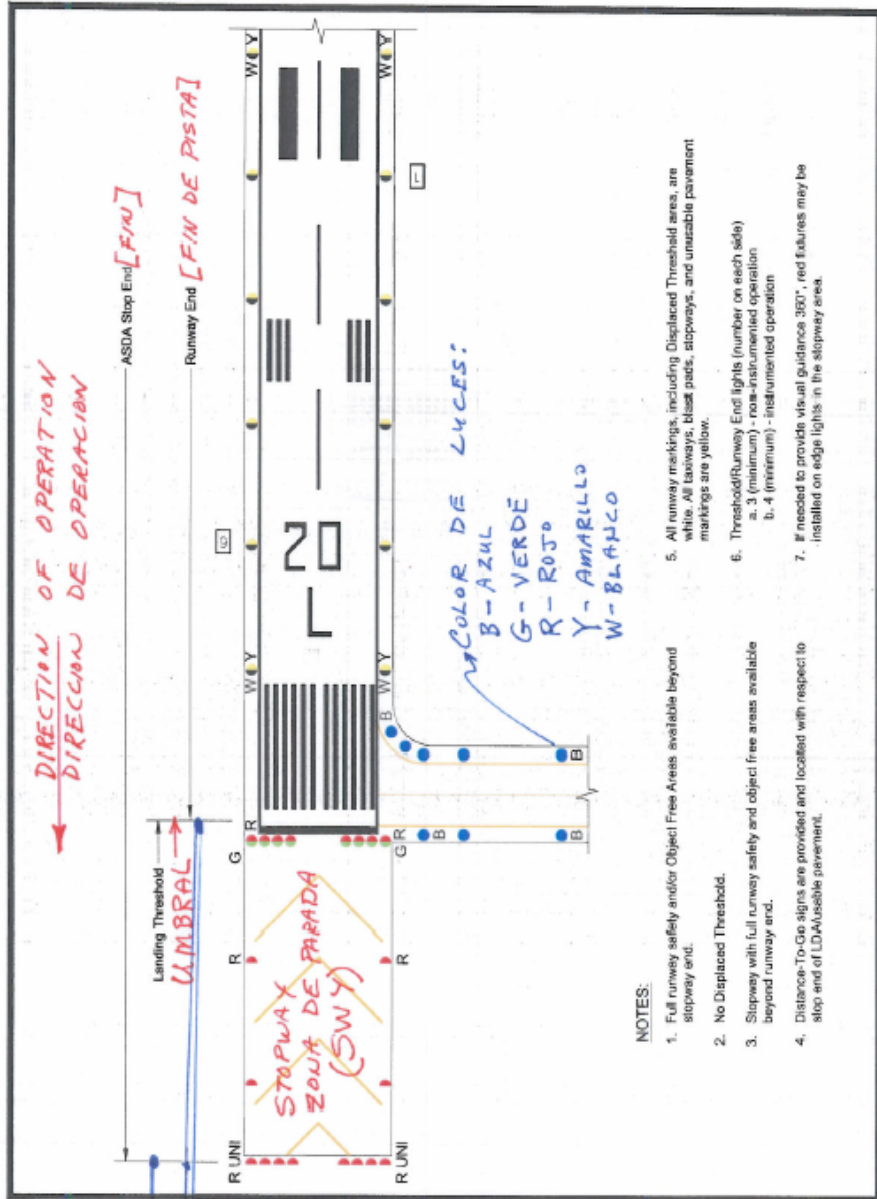 DIRECTION OF OPERATION
DIRECCION DE OPERACION
ASDA Stop End [FIN]
Runway End [FIN DE PISTA]
Landing Threshold
UMBRAL
R UNI
R
R
G
R
W Y
W Y
STOPWAY
ZONA DE PARADA
(SWY)
20
L
6
1
R UNI
R
G R
B
B
B
B
W Y
W Y
COLOR DE LUCES:
B - AZUL
G - VERDE
R - ROJO
Y - AMARILLO
W - BLANCO
NOTES:
1. Full runway safety and/or Object Free Areas available beyond
stopway end.
2. No Displaced Threshold.
3. Stopway with full runway safety and object free areas available
beyond runway end.
4. Distance-To-Go signs are provided and located with respect to
stop end of LDA/usable pavement.
5. All runway markings, including Displaced Threshold area, are
white. All taxiways, blast pads, stopways, and unusable pavement
markings are yellow.
6. Threshold/Runway End lights (number on each side)
a. 3 (minimum) - non-instrumented operation
b. 4 (minimum) - instrumented operation
7. If needed to provide visual guidance 360°, red fixtures may be
installed on edge lights in the stopway area.